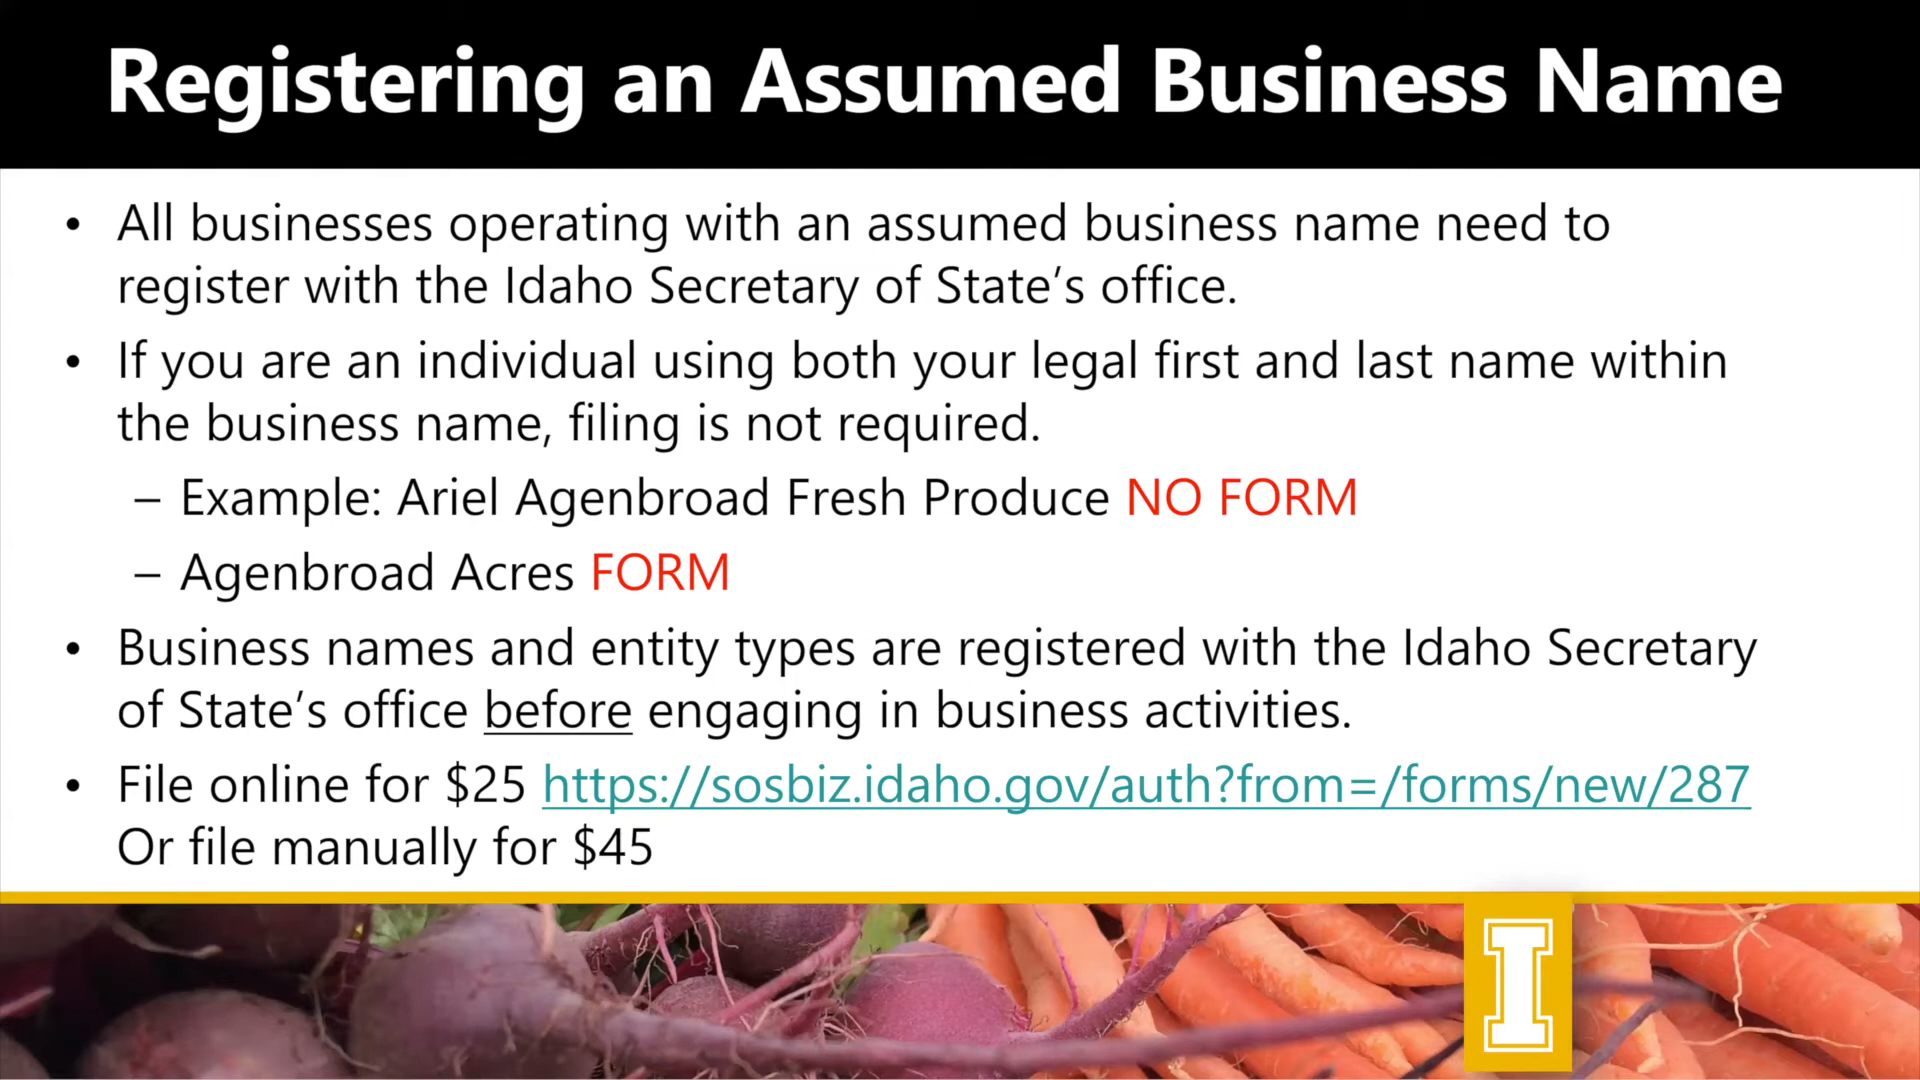 Registering an Assumed Business Name
• All businesses operating with an assumed business name need to
register with the Idaho Secretary of State’s office.
• If you are an individual using both your legal first and last name within
the business name, filing is not required.
– Example: Ariel Agenbroad Fresh Produce NO FORM
– Agenbroad Acres FORM
• Business names and entity types are registered with the Idaho Secretary
of State’s office before engaging in business activities.
• File online for $25 https://sosbiz.idaho.gov/auth?from=/forms/new/287
Or file manually for $45
I